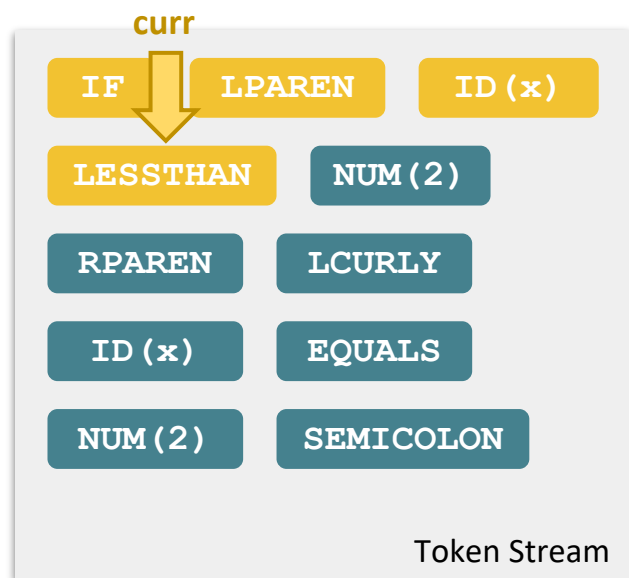 curr
IF LPAREN ID(x)
LESSTHAN NUM(2)
RPAREN LCURLY
ID(x) EQUALS
NUM(2) SEMICOLON
Token Stream